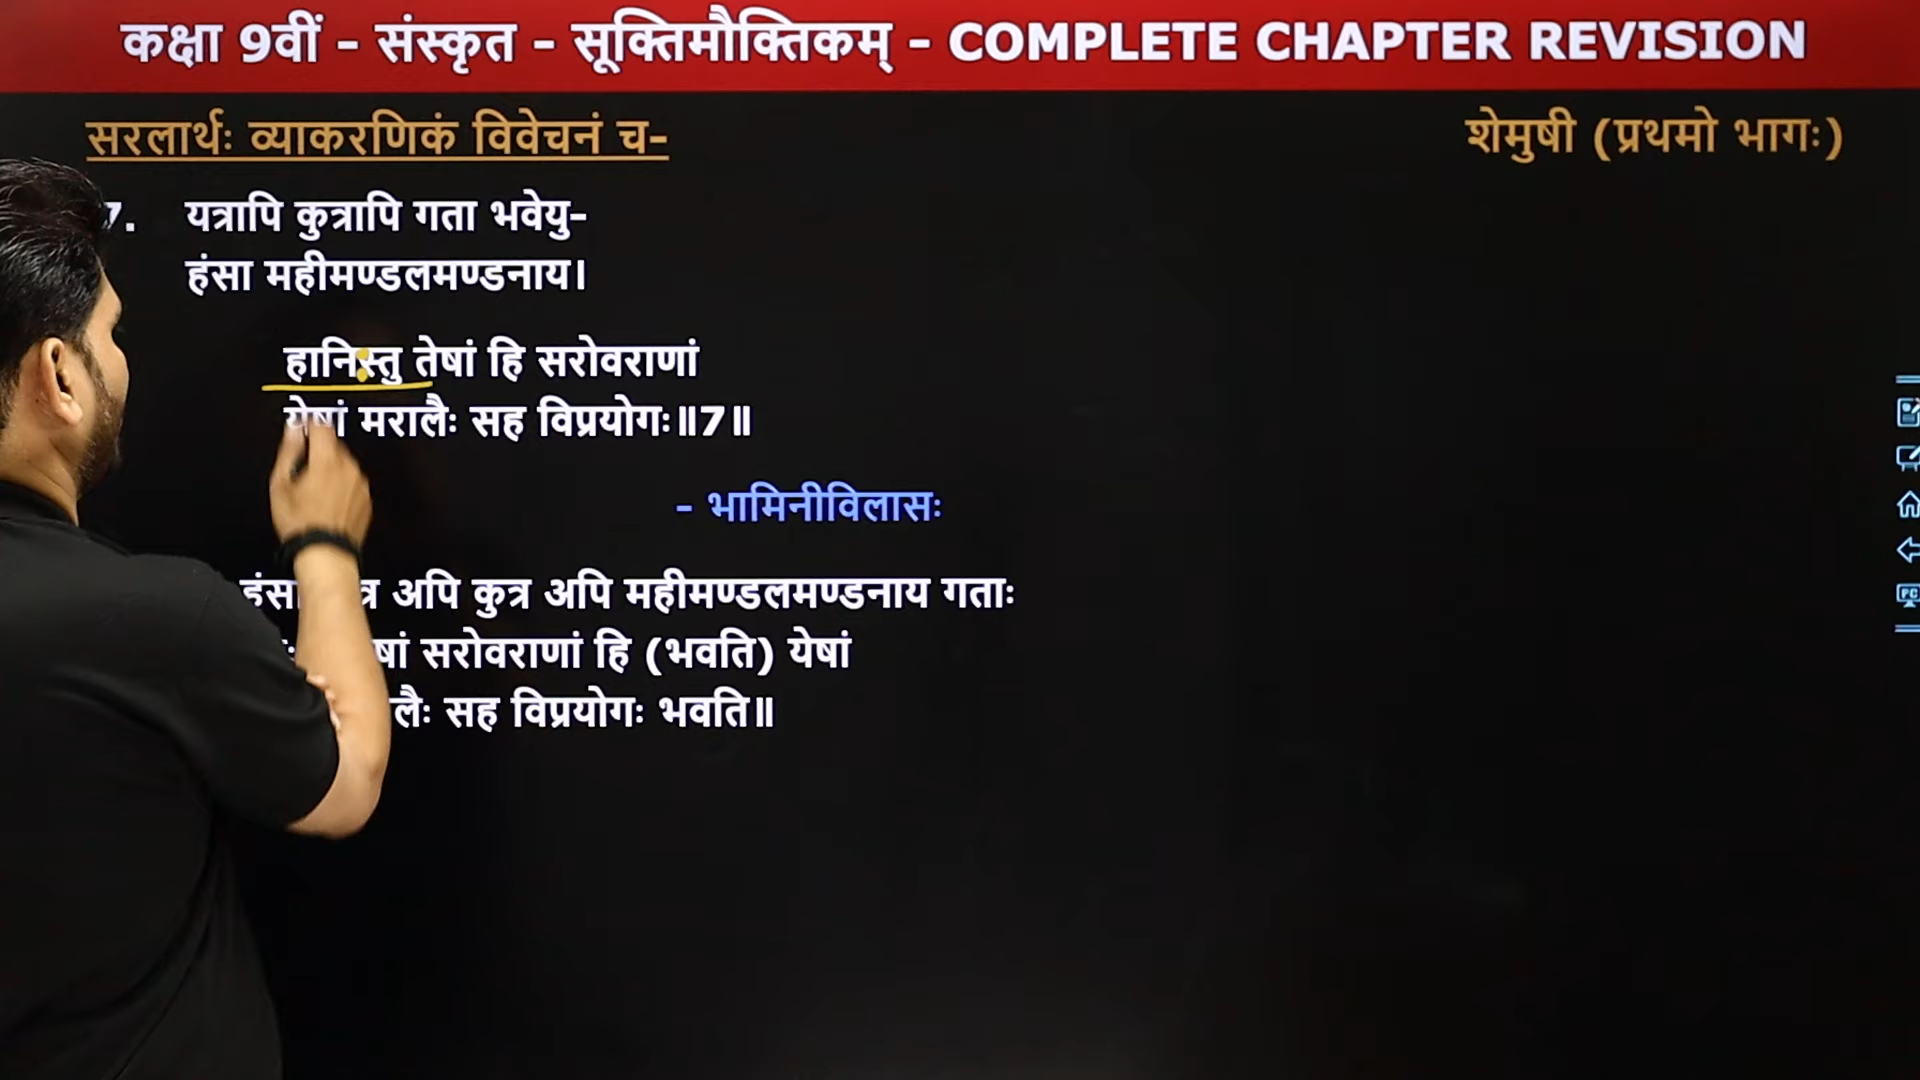 कक्षा 9वीं - संस्कृत - सूक्तिमौक्तिकम् - COMPLETE CHAPTER REVISION
सरलार्थः व्याकरणिकं विवेचनं च-
शेमुषी (प्रथमो भागः)
7. यत्रापि कुत्रापि गता भवेयु-
हंसा महीमण्डलमण्डनाय।
हानिस्तु तेषां हि सरोवराणां
येषां मरालैः सह विप्रयोगः॥7॥
- भामिनीविलासः
अपि कुत्र अपि महीमण्डलमण्डनाय गताः
सरोवराणां हि (भवति) येषां
सह विप्रयोगः भवति॥
PC